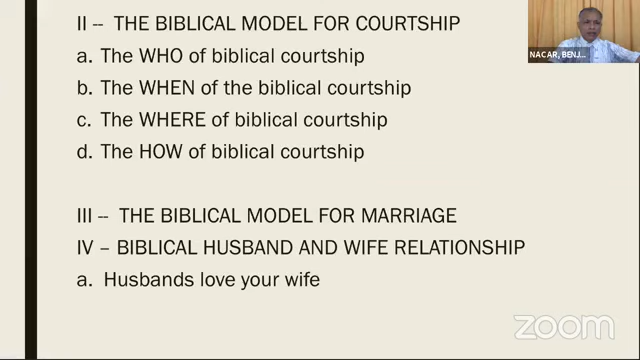 II -- THE BIBLICAL MODEL FOR COURTSHIP
a. The WHO of biblical courtship
b. The WHEN of the biblical courtship
c. The WHERE of biblical courtship
d. The HOW of biblical courtship
III -- THE BIBLICAL MODEL FOR MARRIAGE
IV – BIBLICAL HUSBAND AND WIFE RELATIONSHIP
a. Husbands love your wife
NACAR, BENJ...
zoom